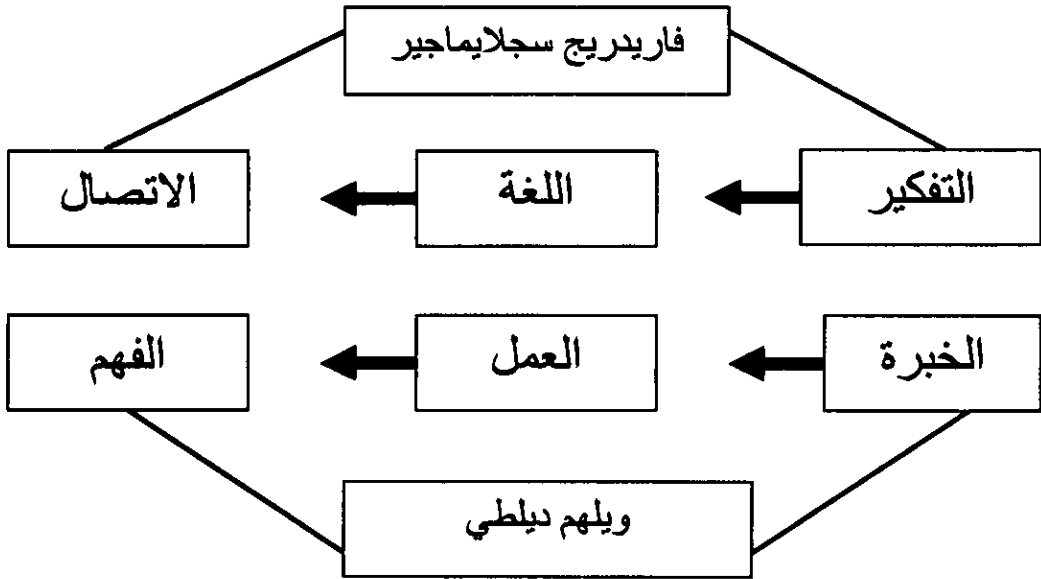 فاريدريج سجلايماجير
التفكير
اللغة
الاتصال
الخبرة
العمل
الفهم
ويلهم ديلطي